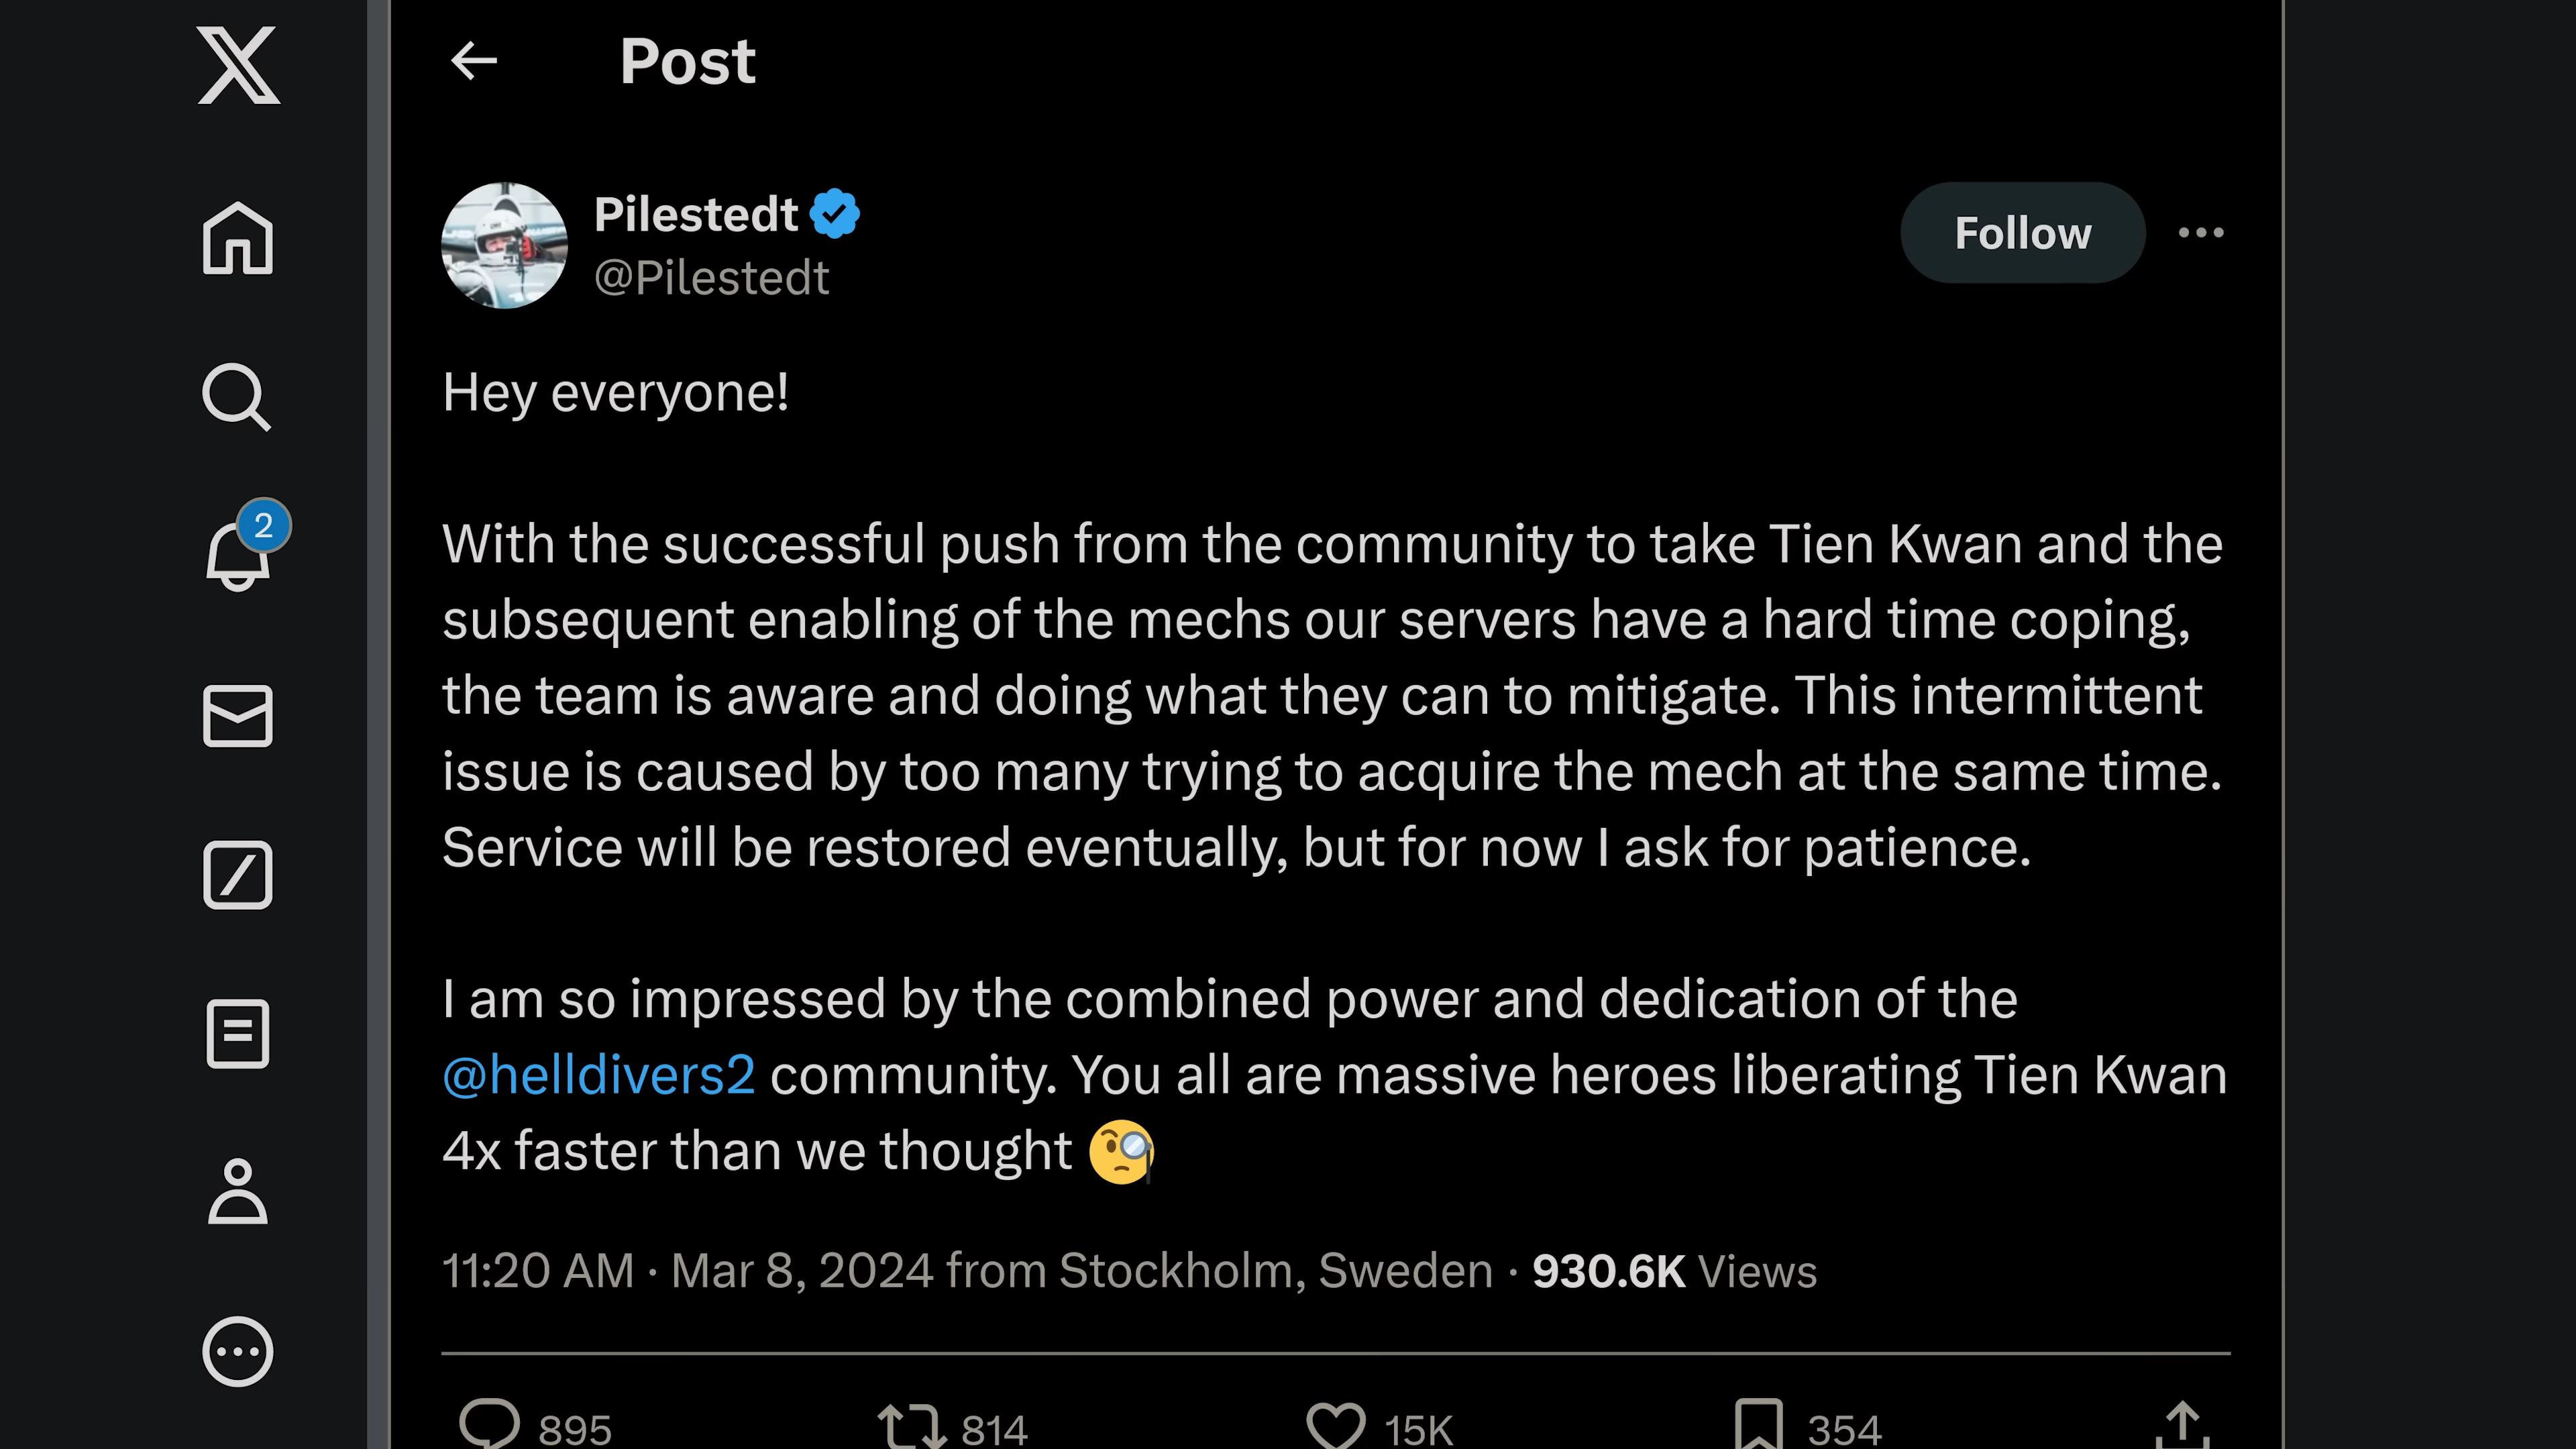 Post
Pilestedt
@Pilestedt
Follow
Hey everyone!
2
With the successful push from the community to take Tien Kwan and the
subsequent enabling of the mechs our servers have a hard time coping,
the team is aware and doing what they can to mitigate. This intermittent
issue is caused by too many trying to acquire the mech at the same time.
Service will be restored eventually, but for now I ask for patience.
I am so impressed by the combined power and dedication of the
@helldivers2 community. You all are massive heroes liberating Tien Kwan
4x faster than we thought 🧐
11:20 AM · Mar 8, 2024 from Stockholm, Sweden · 930.6K Views
895 814 15K 354